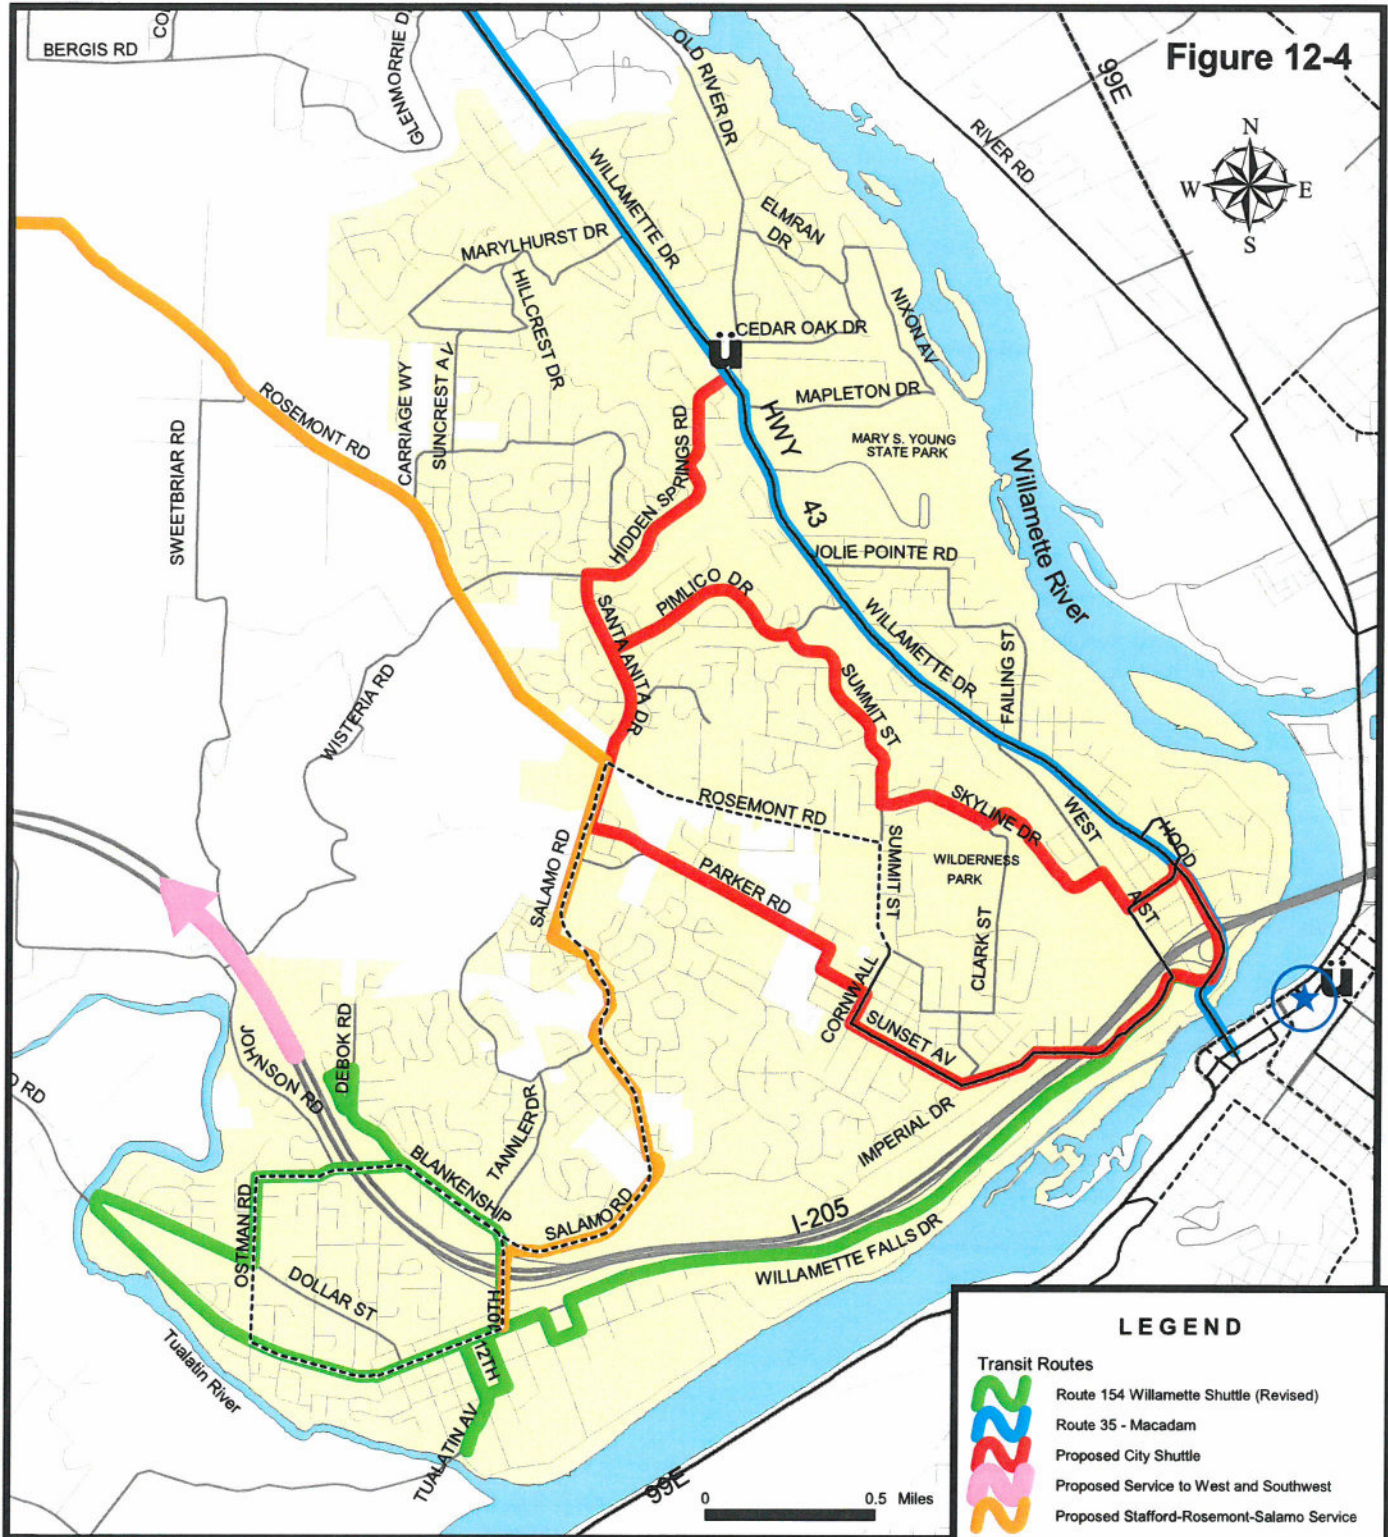 Figure 12-4
BERGIS RD
CO
GLENMORRIE D
OLD RIVER DR
99E
RIVER RD
N
W
E
S
WILLAMETTE DR
ELMRAN
DR
MARYLHURST DR
HILLCREST DR
NIXON AV
CEDAR OAK DR
Ü
CARRIAGE WY
SUNCREST AV
ROSEMONT RD
SWEETBRIAR RD
MAPLETON DR
HWY
43
MARY S. YOUNG
STATE PARK
Willamette River
HIDDEN SPRINGS RD
JOLIE POINTE RD
PIMLICO DR
SANTA ANITA DR
WILLAMETTE DR
FAILING ST
SUMMIT ST
WISTERIA RD
ROSEMONT RD
SKYLINE DR
WEST
HOOD
SALAMO RD
PARKER RD
SUMMIT ST
WILDERNESS
PARK
A ST
CLARK ST
CORNWALL
SUNSET AV
Ü
JOHNSON RD
DEBOK RD
D RD
TANNLER DR
IMPERIAL DR
BLANKENSHIP
OSTMAN RD
SALAMO RD
I-205
WILLAMETTE FALLS DR
DOLLAR ST
10TH
12TH
Tualatin River
TUALATIN AV
99E
0 0.5 Miles
LEGEND
Transit Routes
Route 154 Willamette Shuttle (Revised)
Route 35 - Macadam
Proposed City Shuttle
Proposed Service to West and Southwest
Proposed Stafford-Rosemont-Salamo Service